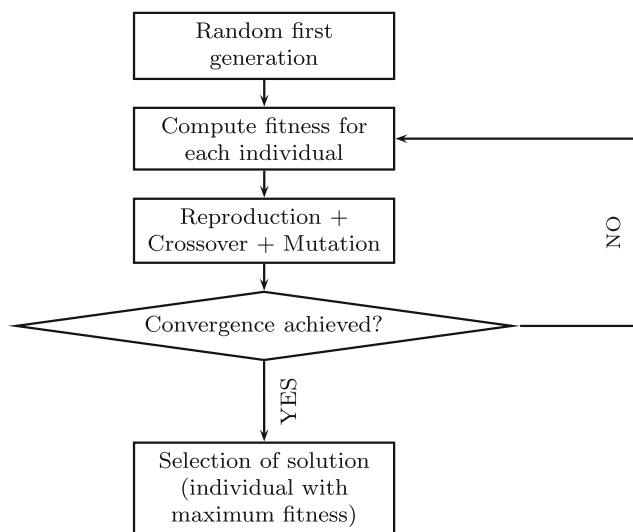 Random first
generation
Compute fitness for
each individual
Reproduction +
Crossover + Mutation
NO
Convergence achieved?
YES
Selection of solution
(individual with
maximum fitness)